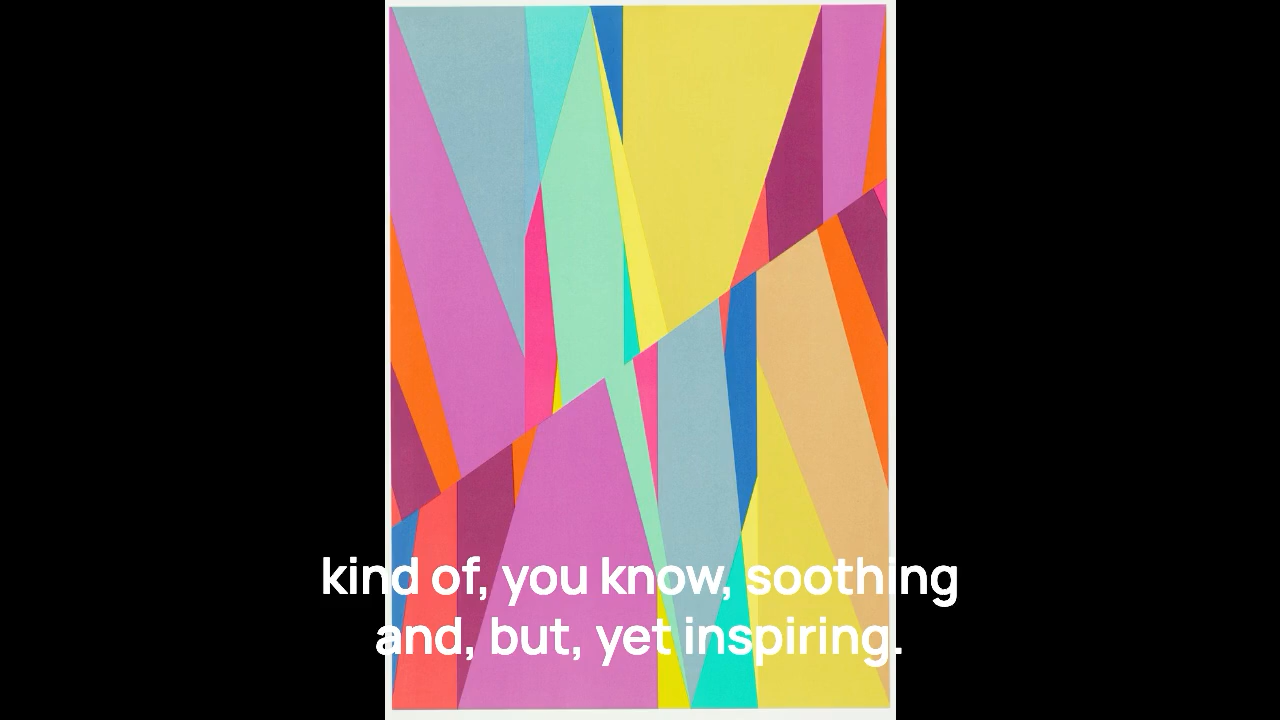 kind of, you know, soothing
and, but, yet inspiring.